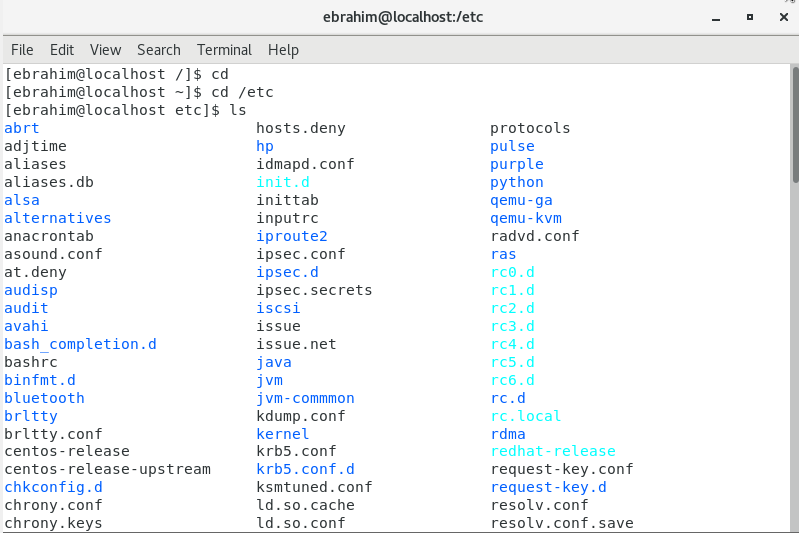 ebrahim@localhost:/etc
File Edit View Search Terminal Help
[ebrahim@localhost /]$ cd
[ebrahim@localhost ~]$ cd /etc
[ebrahim@localhost etc]$ ls
abrt hosts.deny protocols
adjtime hp pulse
aliases idmapd.conf purple
aliases.db init.d python
alsa inittab qemu-ga
alternatives inputrc qemu-kvm
anacrontab iproute2 radvd.conf
asound.conf ipsec.conf ras
at.deny ipsec.d rc0.d
audisp ipsec.secrets rc1.d
audit iscsi rc2.d
avahi issue rc3.d
bash_completion.d issue.net rc4.d
bashrc java rc5.d
binfmt.d jvm rc6.d
bluetooth jvm-commmon rc.d
brltty kdump.conf rc.local
brltty.conf kernel rdma
centos-release krb5.conf redhat-release
centos-release-upstream krb5.conf.d request-key.conf
chkconfig.d ksmtuned.conf request-key.d
chrony.conf ld.so.cache resolv.conf
chrony.keys ld.so.conf resolv.conf.save